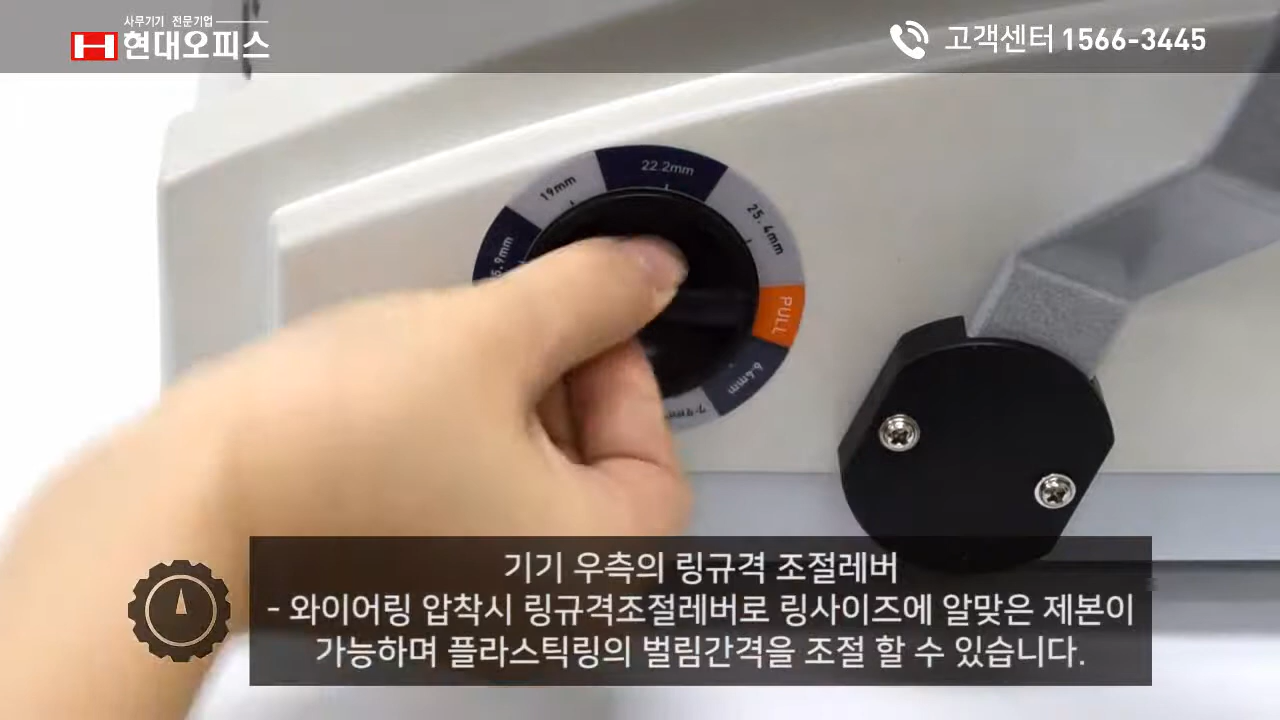 사무기기 전문기업
현대오피스
고객센터 1566-3445
22.2mm
19mm
25.4mm
5.9mm
PULL
6.4mm
기기 우측의 링규격 조절레버
- 와이어링 압착시 링규격조절레버로 링사이즈에 알맞은 제본이
가능하며 플라스틱링의 벌림간격을 조절 할 수 있습니다.